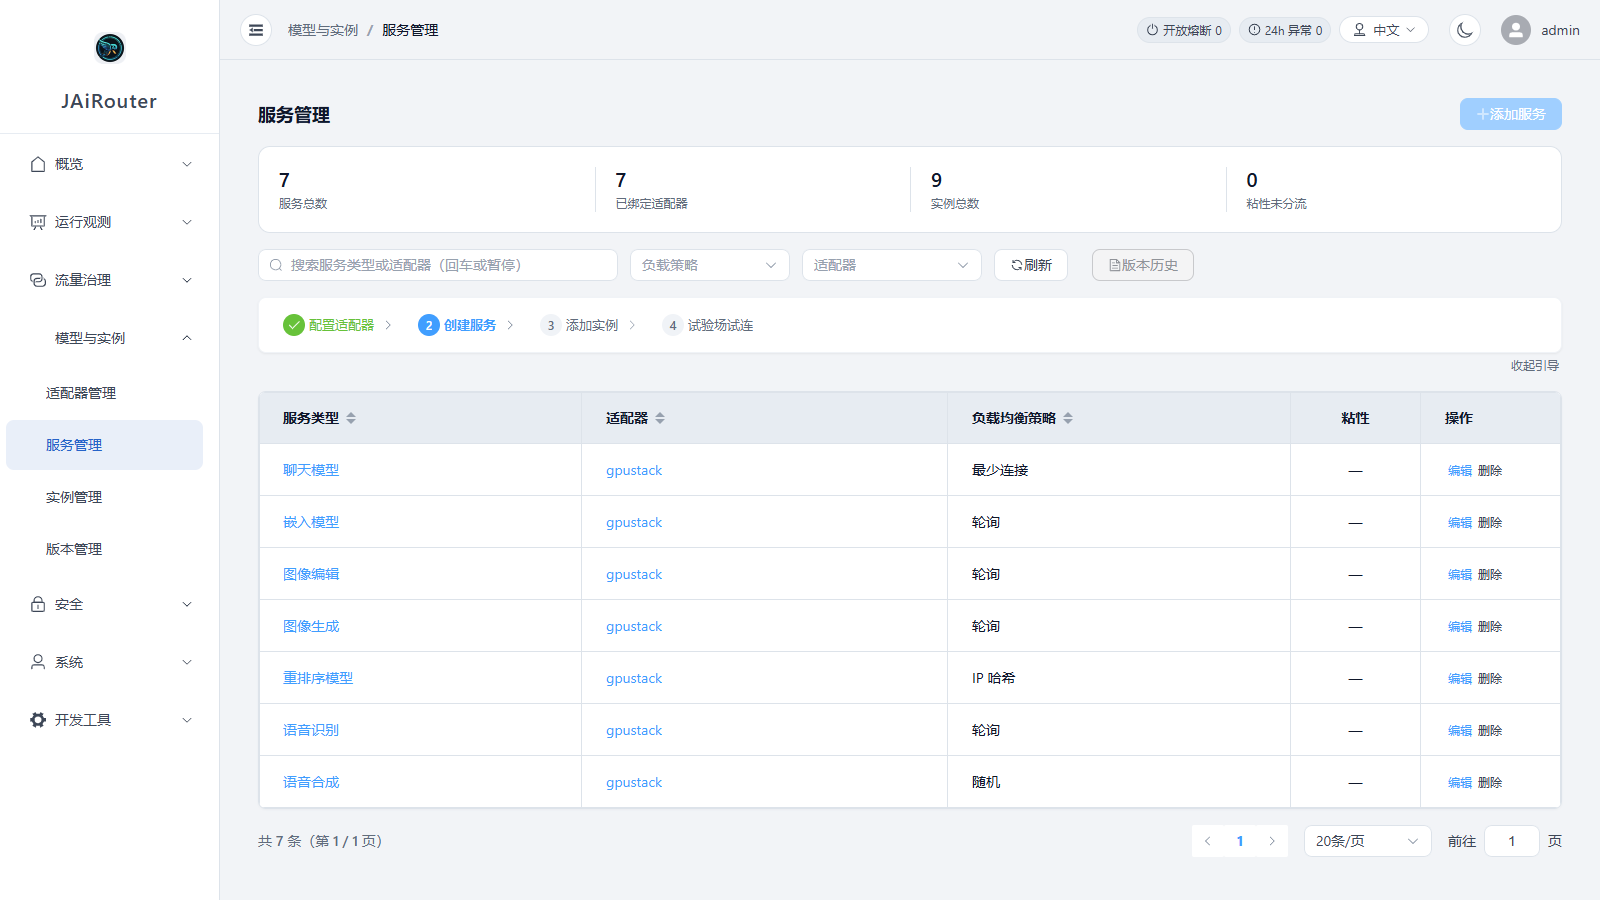 JAiRouter
概览
运行观测
流量治理
模型与实例
适配器管理
服务管理
实例管理
版本管理
安全
系统
开发工具
模型与实例 / 服务管理
开放熔断 0
24h 异常 0
中文
admin
服务管理
添加服务
7
服务总数
7
已绑定适配器
9
实例总数
0
粘性未分流
搜索服务类型或适配器（回车或暂停）
负载策略
适配器
刷新
版本历史
配置适配器
2 创建服务
3 添加实例
4 试验场试连
收起引导
服务类型 适配器 负载均衡策略 粘性 操作
聊天模型 gpustack 最少连接 — 编辑 删除
嵌入模型 gpustack 轮询 — 编辑 删除
图像编辑 gpustack 轮询 — 编辑 删除
图像生成 gpustack 轮询 — 编辑 删除
重排序模型 gpustack IP 哈希 — 编辑 删除
语音识别 gpustack 轮询 — 编辑 删除
语音合成 gpustack 随机 — 编辑 删除
共 7 条（第 1 / 1 页）
1
20条/页
前往 1 页